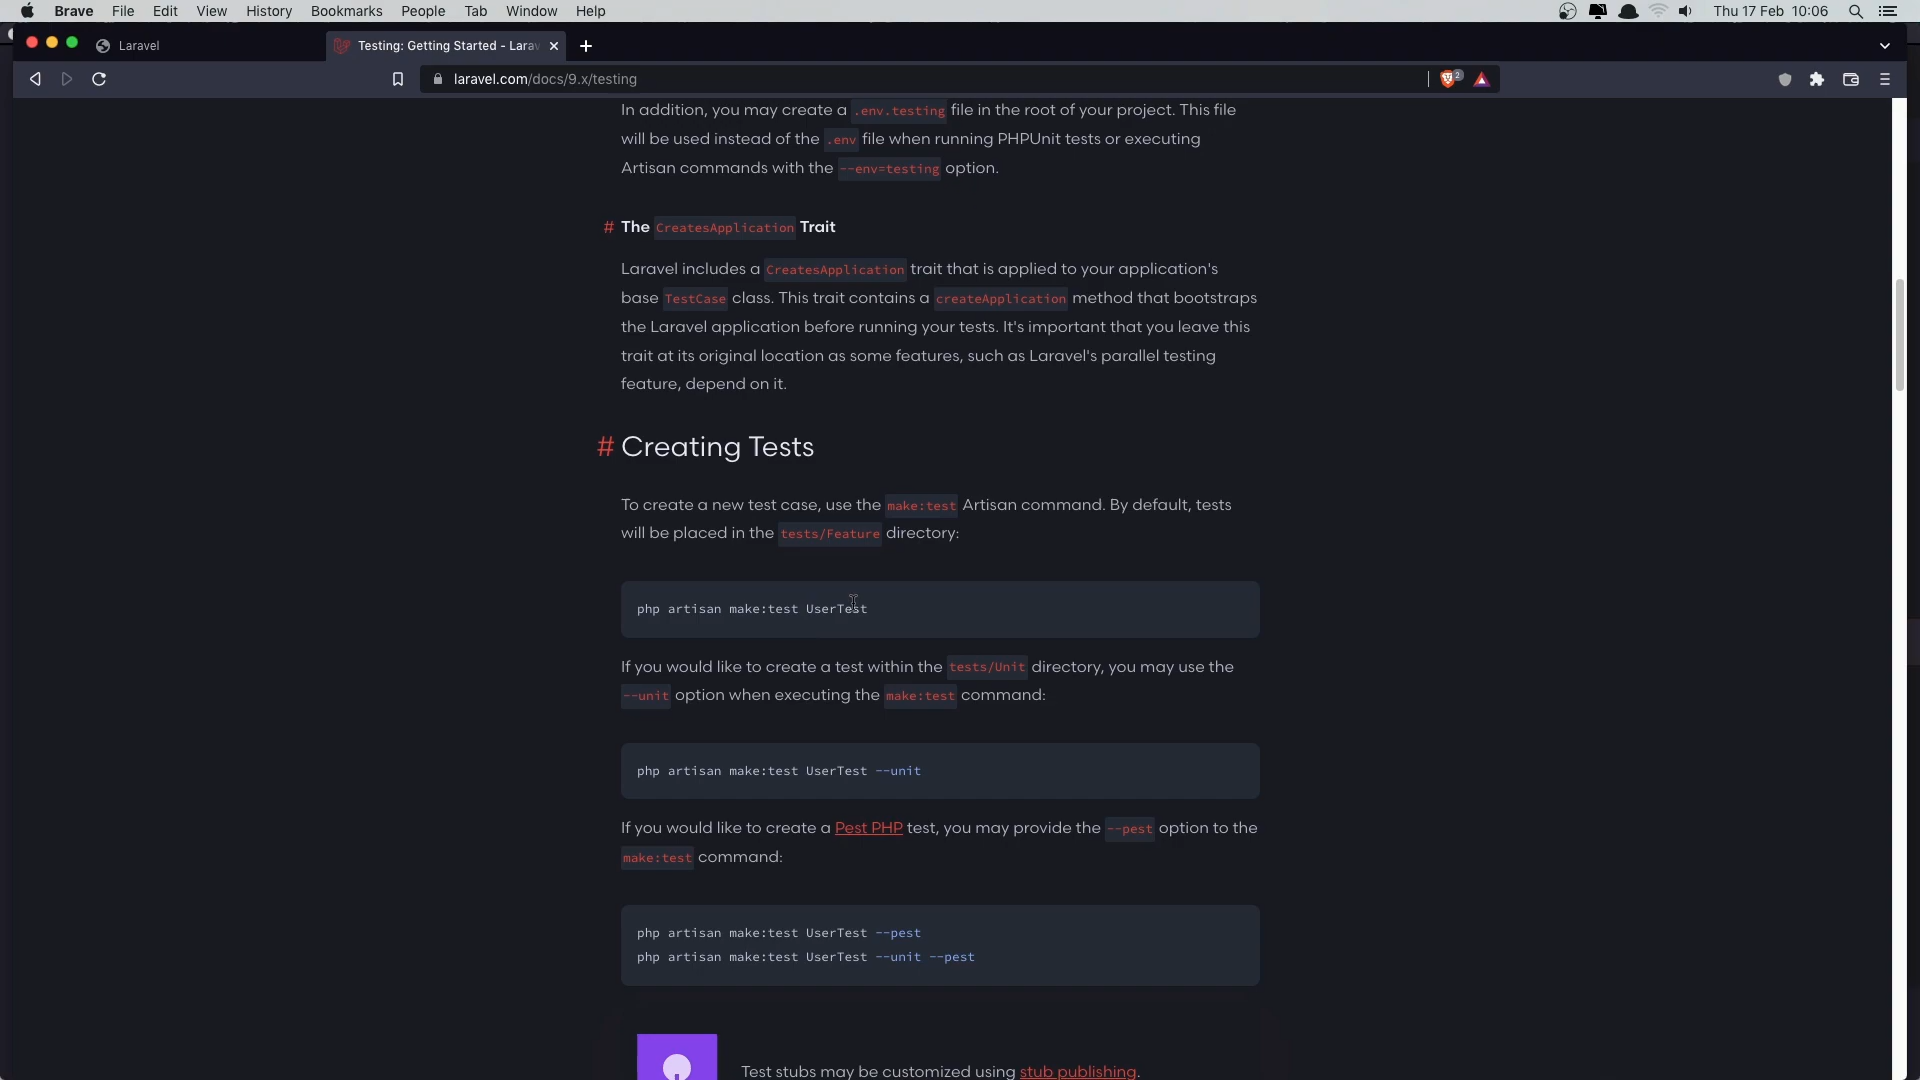 Brave File Edit View History Bookmarks People Tab Window Help Thu 17 Feb 10:06
Laravel Testing: Getting Started - Larav
laravel.com/docs/9.x/testing 2
In addition, you may create a .env.testing file in the root of your project. This file
will be used instead of the .env file when running PHPUnit tests or executing
Artisan commands with the --env=testing option.
# The CreatesApplication Trait
Laravel includes a CreatesApplication trait that is applied to your application's
base TestCase class. This trait contains a createApplication method that bootstraps
the Laravel application before running your tests. It's important that you leave this
trait at its original location as some features, such as Laravel's parallel testing
feature, depend on it.
# Creating Tests
To create a new test case, use the make:test Artisan command. By default, tests
will be placed in the tests/Feature directory:
php artisan make:test UserTest
If you would like to create a test within the tests/Unit directory, you may use the
--unit option when executing the make:test command:
php artisan make:test UserTest --unit
If you would like to create a Pest PHP test, you may provide the --pest option to the
make:test command:
php artisan make:test UserTest --pest
php artisan make:test UserTest --unit --pest
Test stubs may be customized using stub publishing.